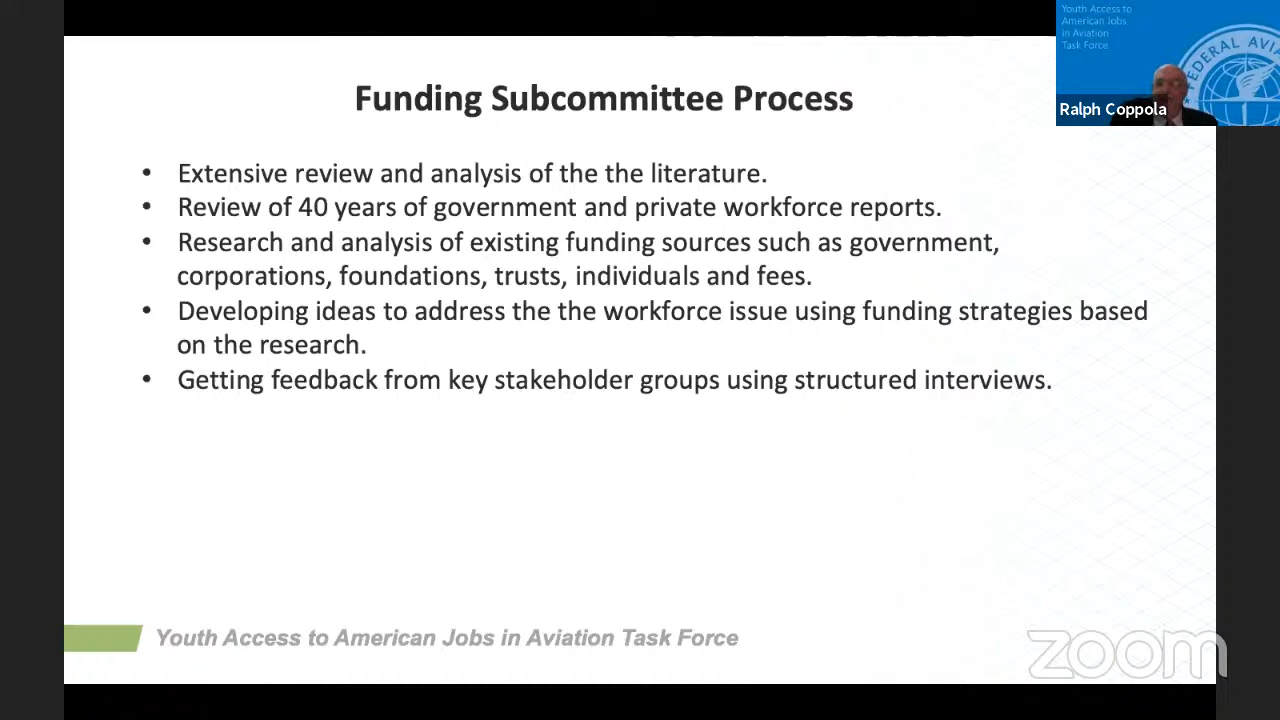 Youth Access to
American Jobs
in Aviation
Task Force
FEDERAL AVIA
Ralph Coppola
Funding Subcommittee Process
• Extensive review and analysis of the the literature.
• Review of 40 years of government and private workforce reports.
• Research and analysis of existing funding sources such as government,
corporations, foundations, trusts, individuals and fees.
• Developing ideas to address the the workforce issue using funding strategies based
on the research.
• Getting feedback from key stakeholder groups using structured interviews.
Youth Access to American Jobs in Aviation Task Force
zoom